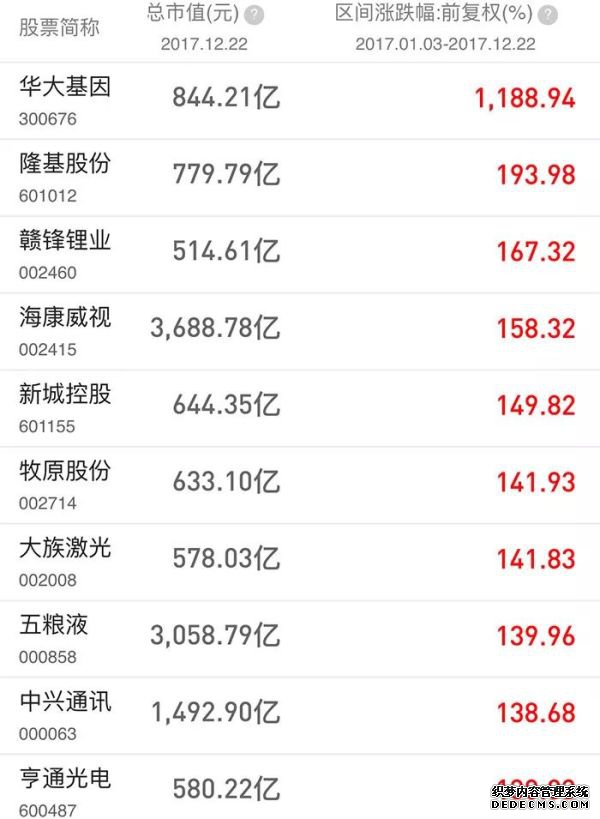 股票简称 总市值(元) ? 区间涨跌幅:前复权(%) ?
2017.12.22 2017.01.03-2017.12.22
华大基因 844.21亿 1,188.94
300676
隆基股份 779.79亿 193.98
601012
赣锋锂业 514.61亿 167.32
002460
海康威视 3,688.78亿 158.32
002415
新城控股 644.35亿 149.82
601155
牧原股份 633.10亿 141.93
002714
大族激光 578.03亿 141.83
002008
五粮液 3,058.79亿 139.96
000858
中兴通讯 1,492.90亿 138.68
000063
亨通光电 580.22亿
600487
织梦内容管理系统
DEDECMS.COM